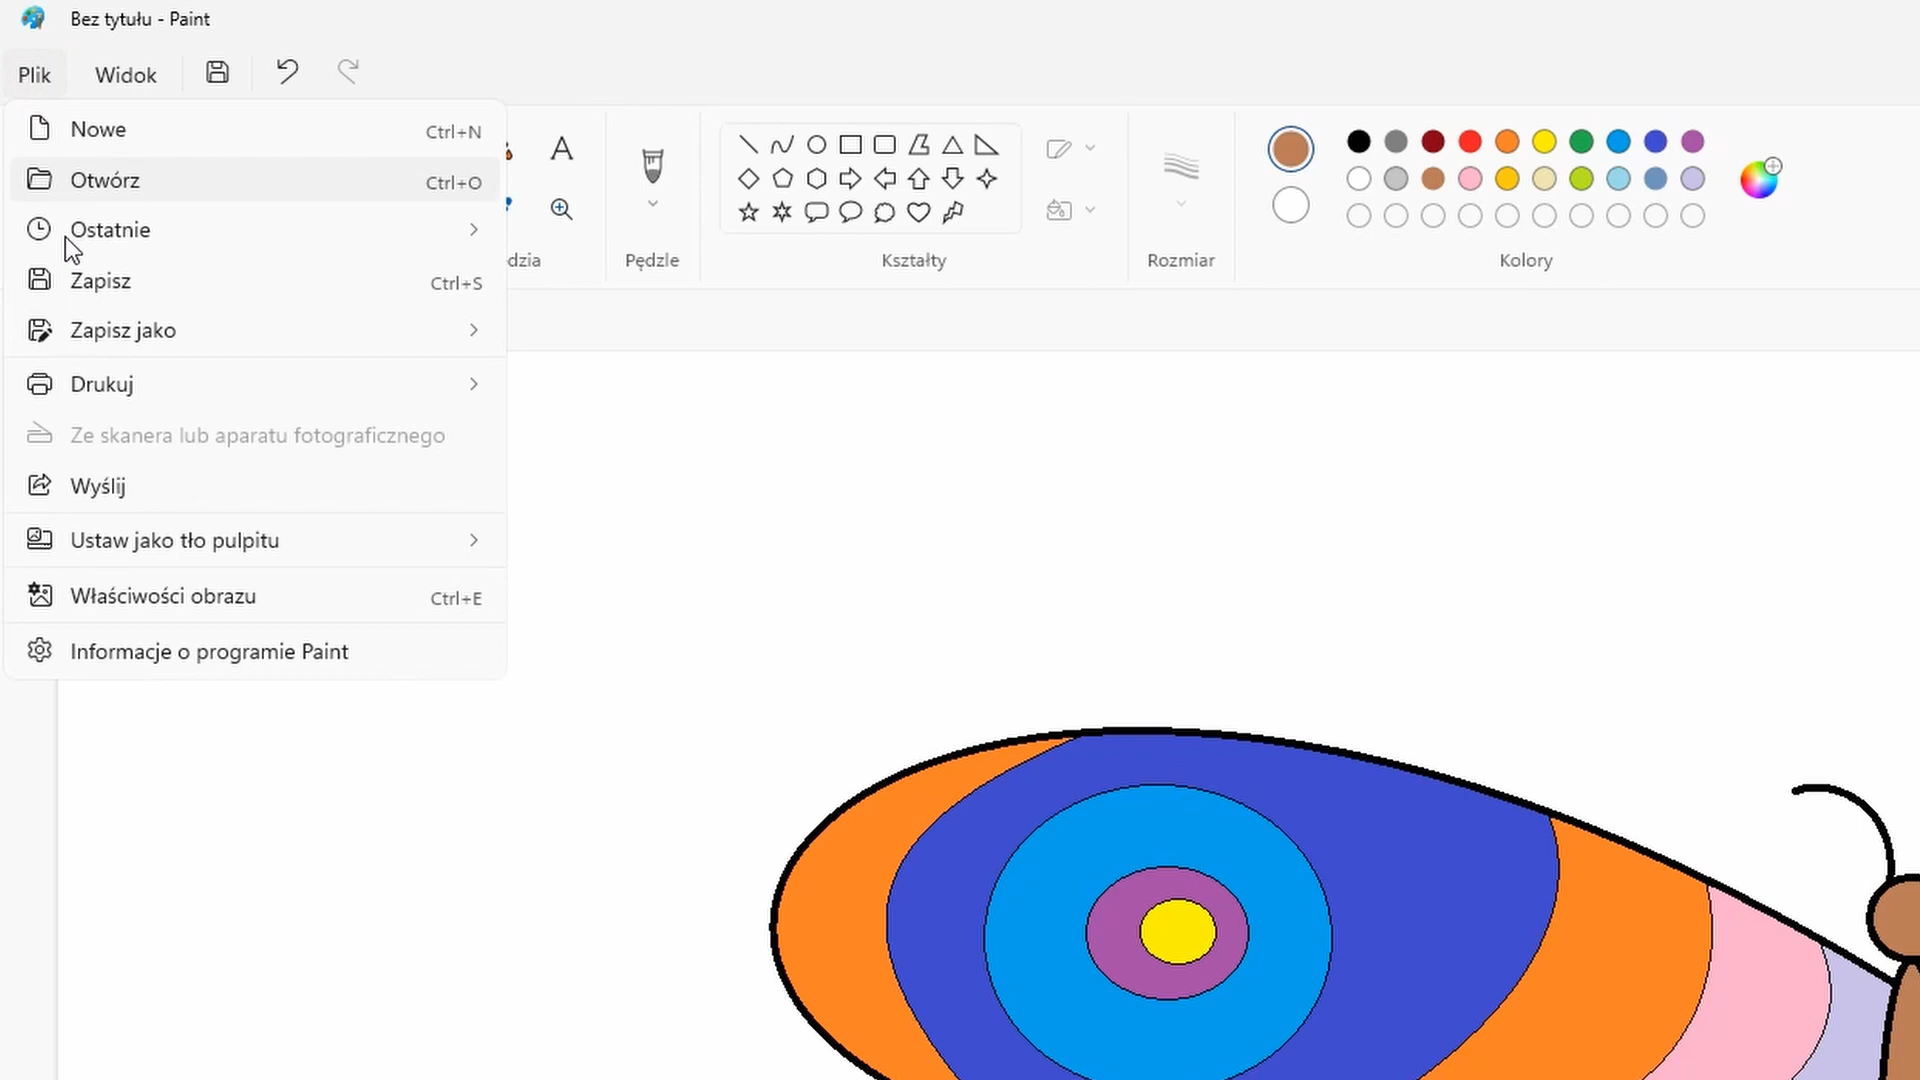 Bez tytułu - Paint
Plik Widok
Nowe Ctrl+N
Otwórz Ctrl+O
Ostatnie
Zapisz Ctrl+S
Zapisz jako
Drukuj
Ze skanera lub aparatu fotograficznego
Wyślij
Ustaw jako tło pulpitu
Właściwości obrazu Ctrl+E
Informacje o programie Paint
dzia Pędzle Kształty Rozmiar Kolory